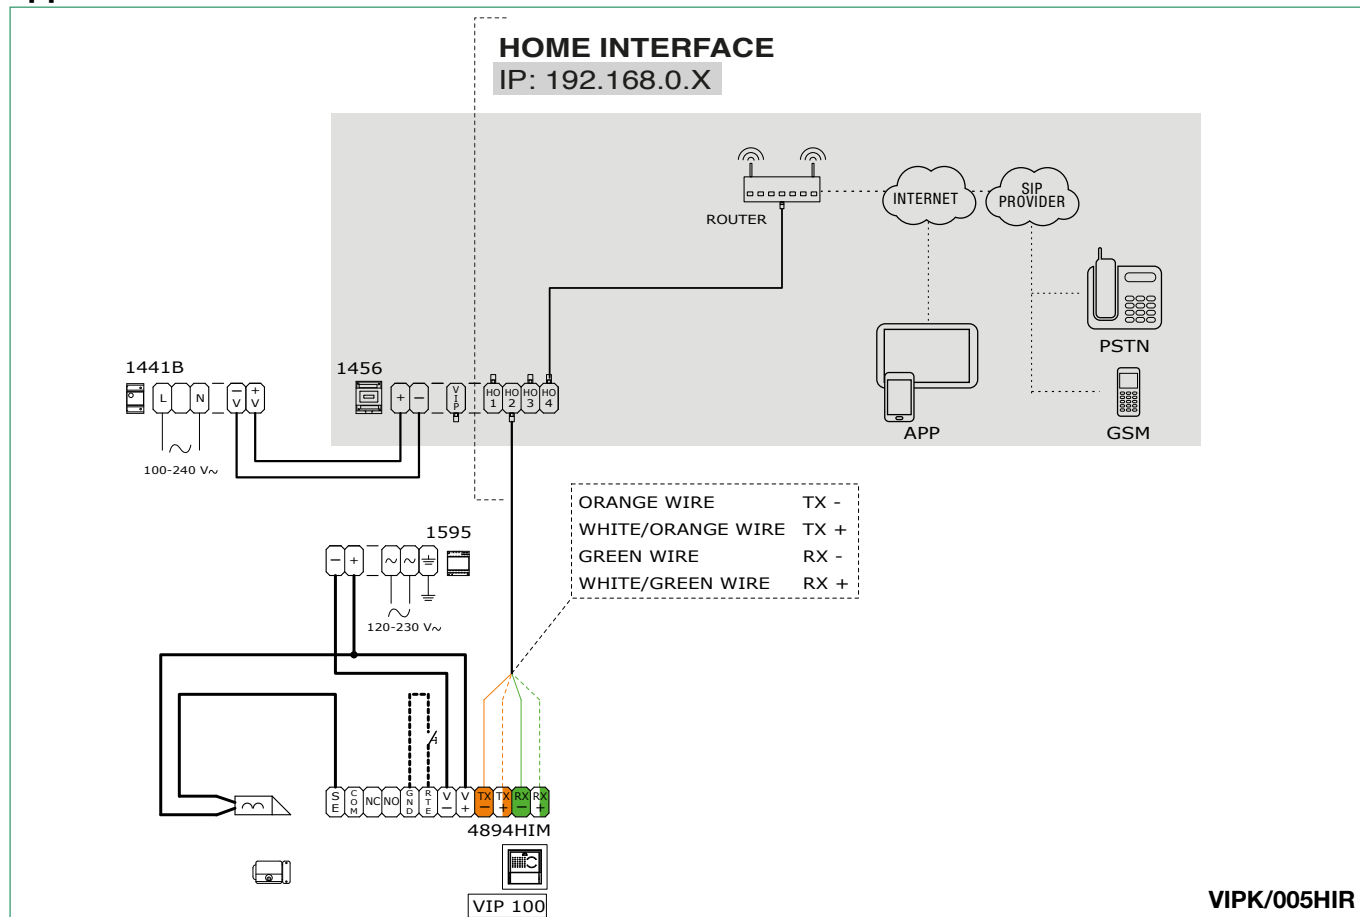 HOME INTERFACE
IP: 192.168.0.X
ROUTER
INTERNET
SIP
PROVIDER
PSTN
APP
GSM
1441B
L N – V + V
100-240 V~
1456
+ – VIP HO 1 HO 2 HO 3 HO 4
ORANGE WIRE TX -
WHITE/ORANGE WIRE TX +
GREEN WIRE RX -
WHITE/GREEN WIRE RX +
1595
– + ~ ~
120-230 V~
SE COM NC NO GND RTE V – V + TX – TX + RX – RX +
4894HIM
VIP 100
VIPK/005HIR